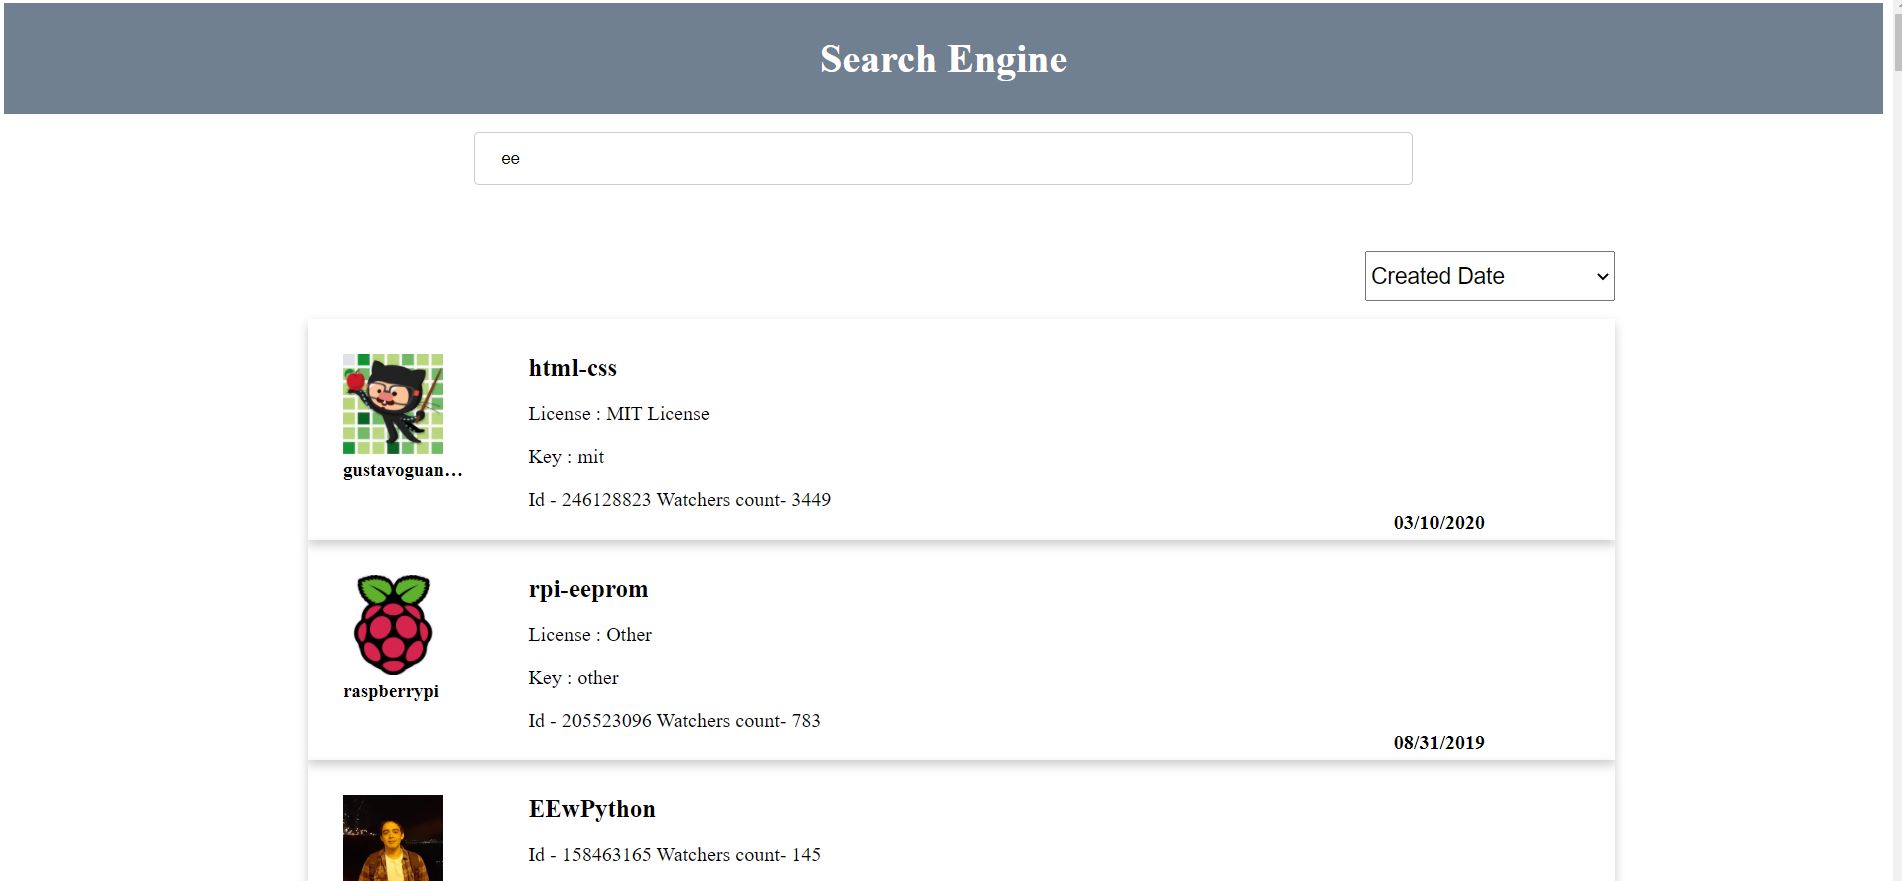 Search Engine
ee
Created Date
html-css
License : MIT License
Key : mit
gustavoguan…
Id - 246128823 Watchers count- 3449
03/10/2020
rpi-eeprom
License : Other
Key : other
raspberrypi
Id - 205523096 Watchers count- 783
08/31/2019
EEwPython
Id - 158463165 Watchers count- 145